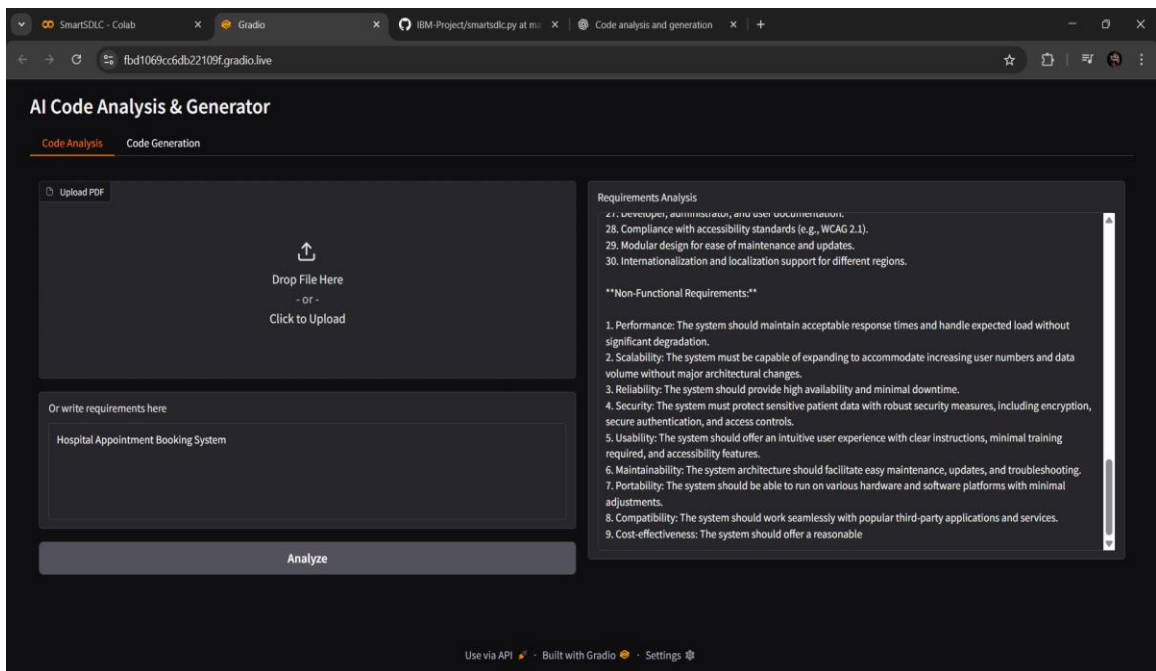 SmartSDLC - Colab
Gradio
IBM-Project/smartsdlc.py at ma
Code analysis and generation
fbd1069cc6db22109f.gradio.live
AI Code Analysis & Generator
Code Analysis
Code Generation
Upload PDF
Drop File Here
- or -
Click to Upload
Or write requirements here
Hospital Appointment Booking System
Analyze
Requirements Analysis
27. Developer, administrator, and user documentation.
28. Compliance with accessibility standards (e.g., WCAG 2.1).
29. Modular design for ease of maintenance and updates.
30. Internationalization and localization support for different regions.
**Non-Functional Requirements:**
1. Performance: The system should maintain acceptable response times and handle expected load without
significant degradation.
2. Scalability: The system must be capable of expanding to accommodate increasing user numbers and data
volume without major architectural changes.
3. Reliability: The system should provide high availability and minimal downtime.
4. Security: The system must protect sensitive patient data with robust security measures, including encryption,
secure authentication, and access controls.
5. Usability: The system should offer an intuitive user experience with clear instructions, minimal training
required, and accessibility features.
6. Maintainability: The system architecture should facilitate easy maintenance, updates, and troubleshooting.
7. Portability: The system should be able to run on various hardware and software platforms with minimal
adjustments.
8. Compatibility: The system should work seamlessly with popular third-party applications and services.
9. Cost-effectiveness: The system should offer a reasonable
Use via API · Built with Gradio · Settings